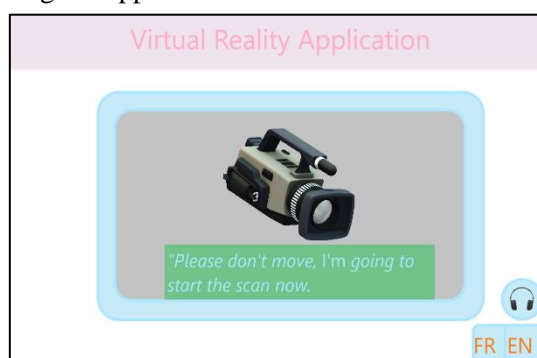 Virtual Reality Application
"Please don't move, I'm going to
start the scan now.
FR EN